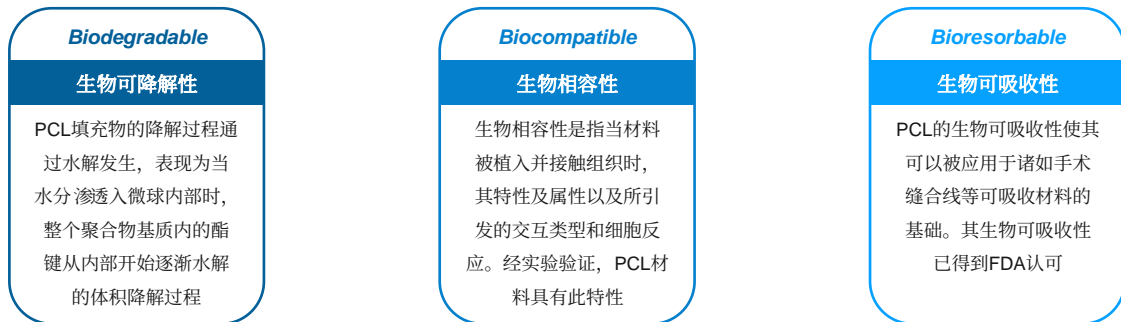 Biodegradable
生物可降解性
PCL填充物的降解过程通
过水解发生，表现为当
水分渗透入微球内部时，
整个聚合物基质内的酯
键从内部开始逐渐水解
的体积降解过程
Biocompatible
生物相容性
生物相容性是指当材料
被植入并接触组织时，
其特性及属性以及所引
发的交互类型和细胞反
应。经实验验证，PCL材
料具有此特性
Bioresorbable
生物可吸收性
PCL的生物可吸收性使其
可以被应用于诸如手术
缝合线等可吸收材料的
基础。其生物可吸收性
已得到FDA认可